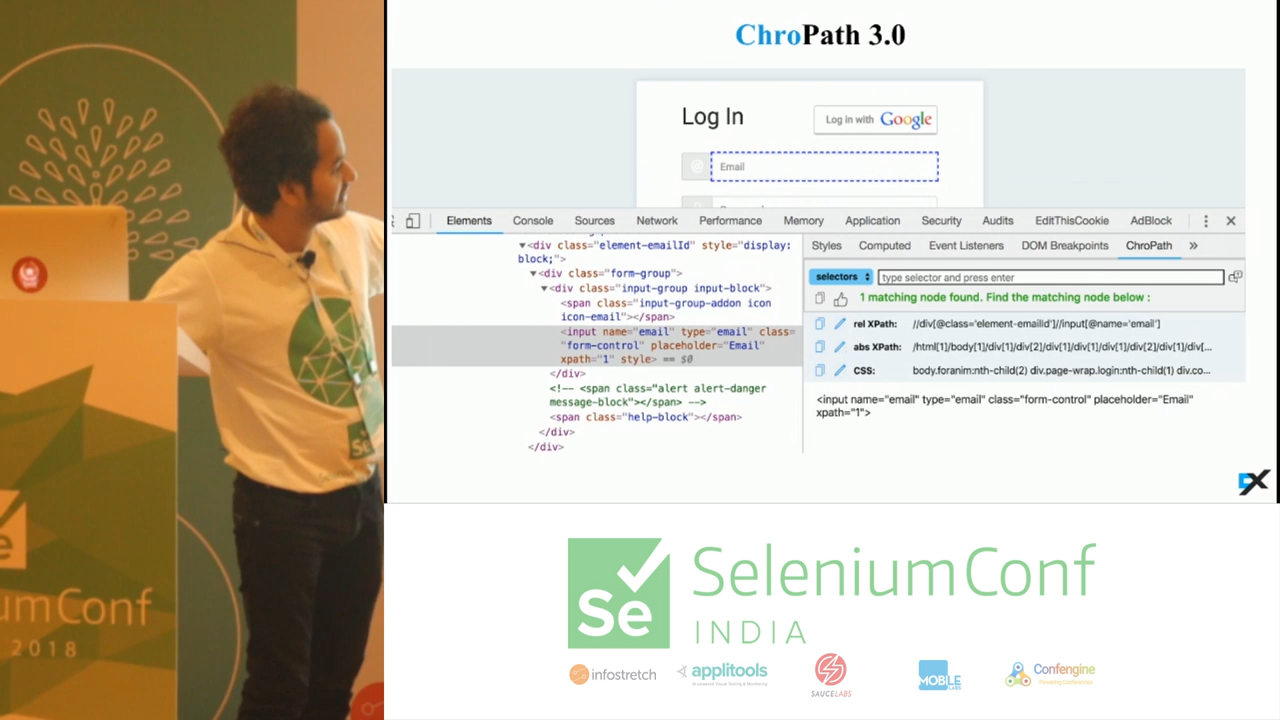 ChroPath 3.0
Log In
Log in with Google
Email
Elements Console Sources Network Performance Memory Application Security Audits EditThisCookie AdBlock
▼<div class="element-emailId" style="display:
block;">
▼<div class="form-group">
▼<div class="input-group input-block">
<span class="input-group-addon icon
icon-email"></span>
<input name="email" type="email" class=
"form-control" placeholder="Email"
xpath="1" style> == $0
</div>
<!-- <span class="alert alert-danger
message-block"></span> -->
<span class="help-block"></span>
</div>
</div>
Styles Computed Event Listeners DOM Breakpoints ChroPath »
selectors type selector and press enter
1 matching node found. Find the matching node below :
rel XPath: //div[@class='element-emailId']//input[@name='email']
abs XPath: /html[1]/body[1]/div[1]/div[2]/div[1]/div[1]/div[1]/div[2]/div[1]/div[...
CSS: body.foranim:nth-child(2) div.page-wrap.login:nth-child(1) div.co...
<input name="email" type="email" class="form-control" placeholder="Email"
xpath="1">
Se
e
umConf
2018
Se
SeleniumConf
INDIA
infostretch
applitools
SAUCELABS
MOBILE
LABS
Confengine